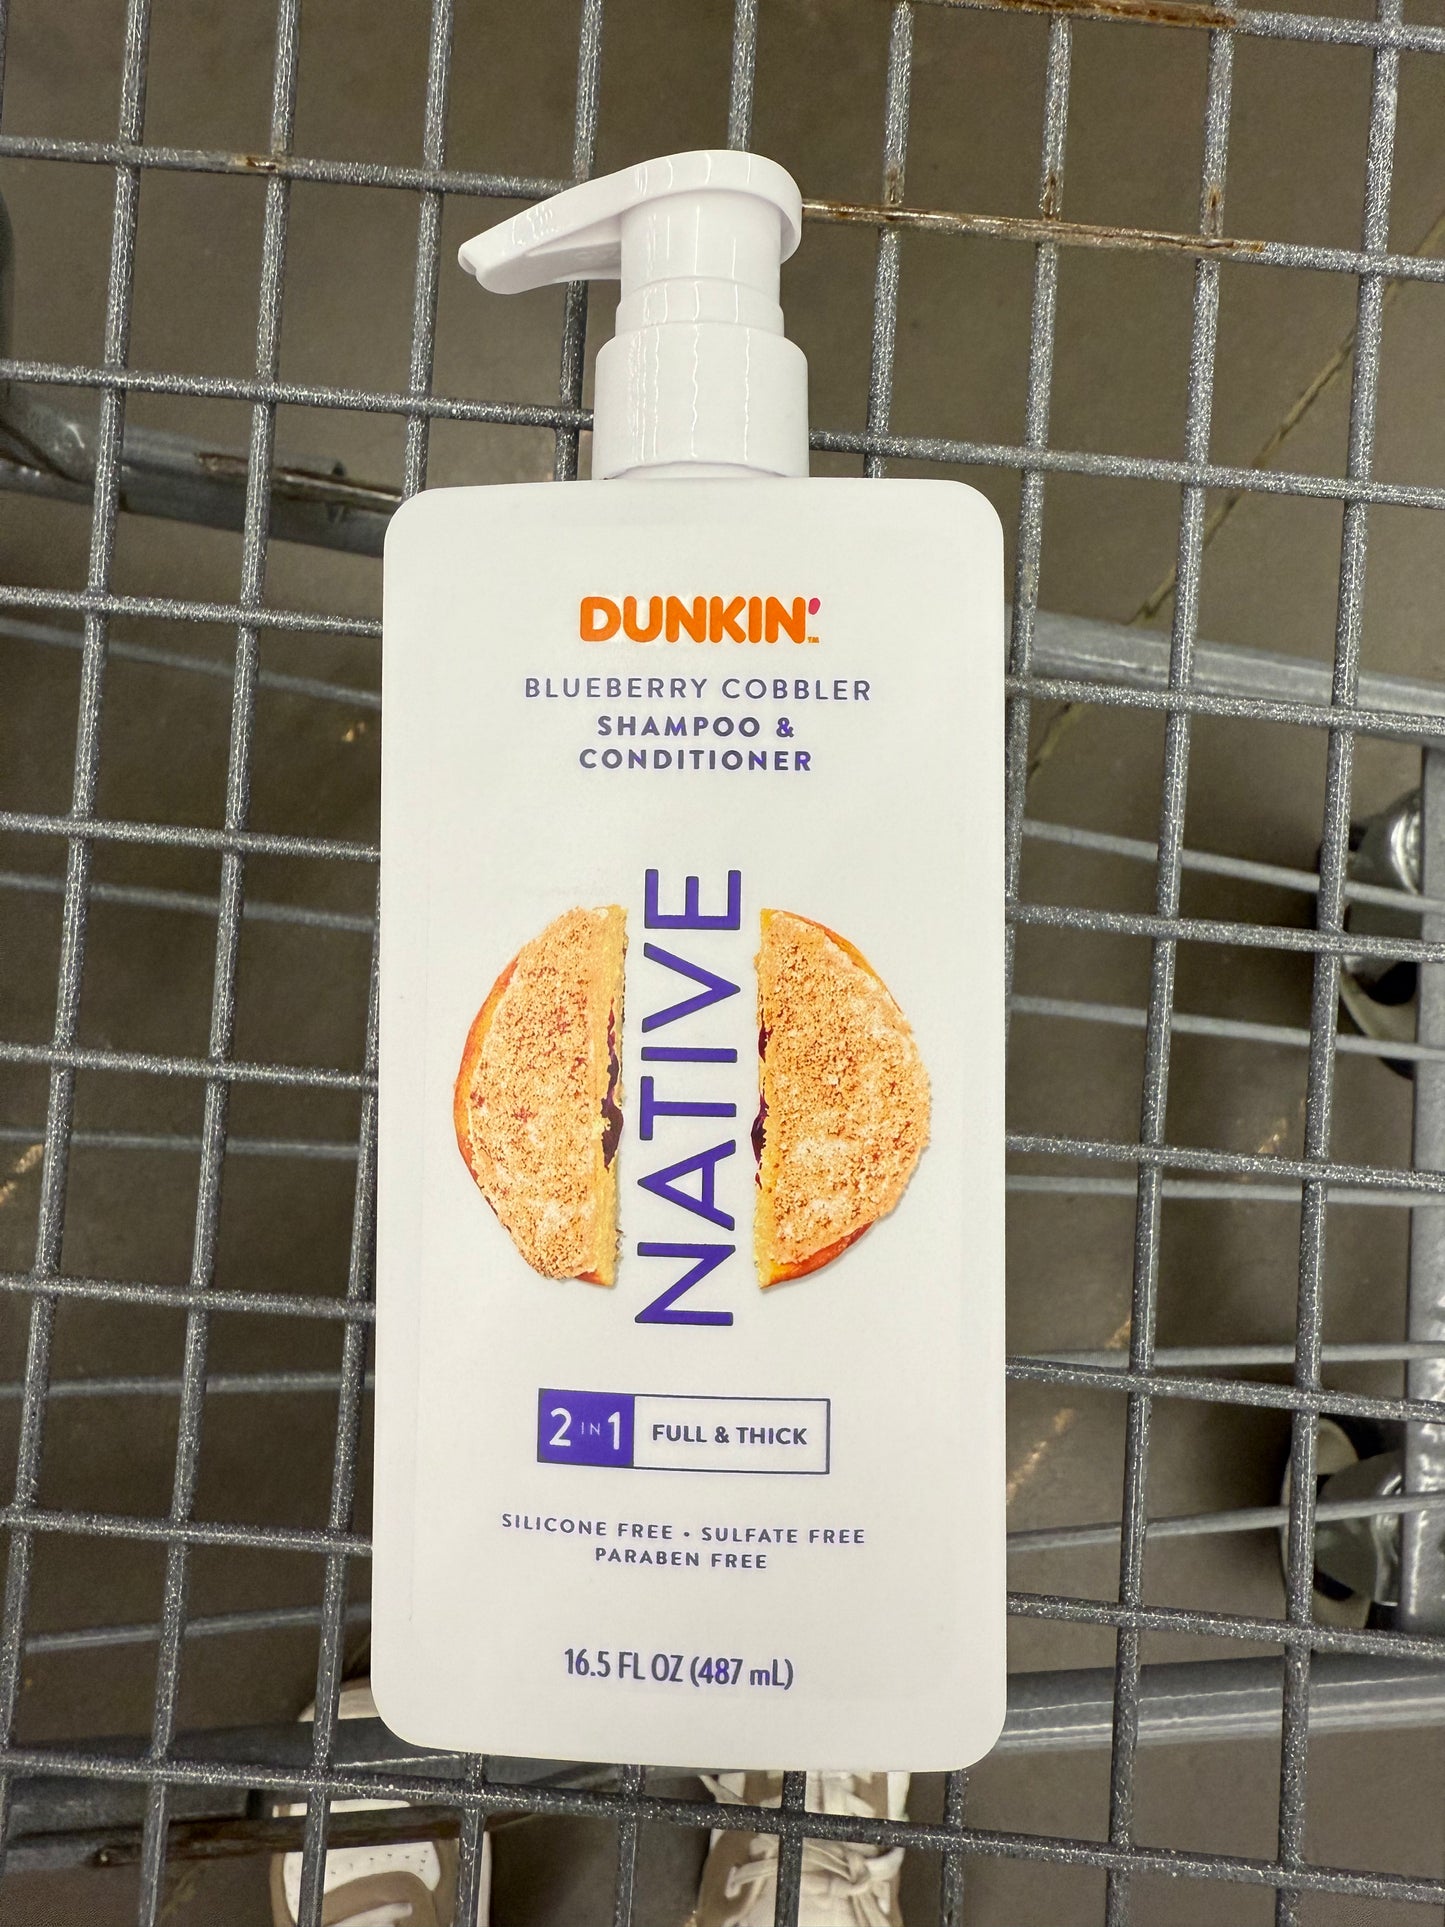 DUNKIN'™
BLUEBERRY COBBLER
SHAMPOO &
CONDITIONER
NATIVE
2 IN 1 FULL & THICK
SILICONE FREE • SULFATE FREE
PARABEN FREE
16.5 FL OZ (487 mL)